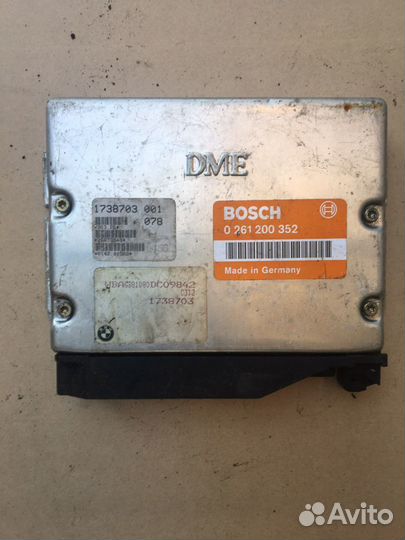 DME
1738703 001
078
BOSCH
0 261 200 352
Made in Germany
1738703
Avito